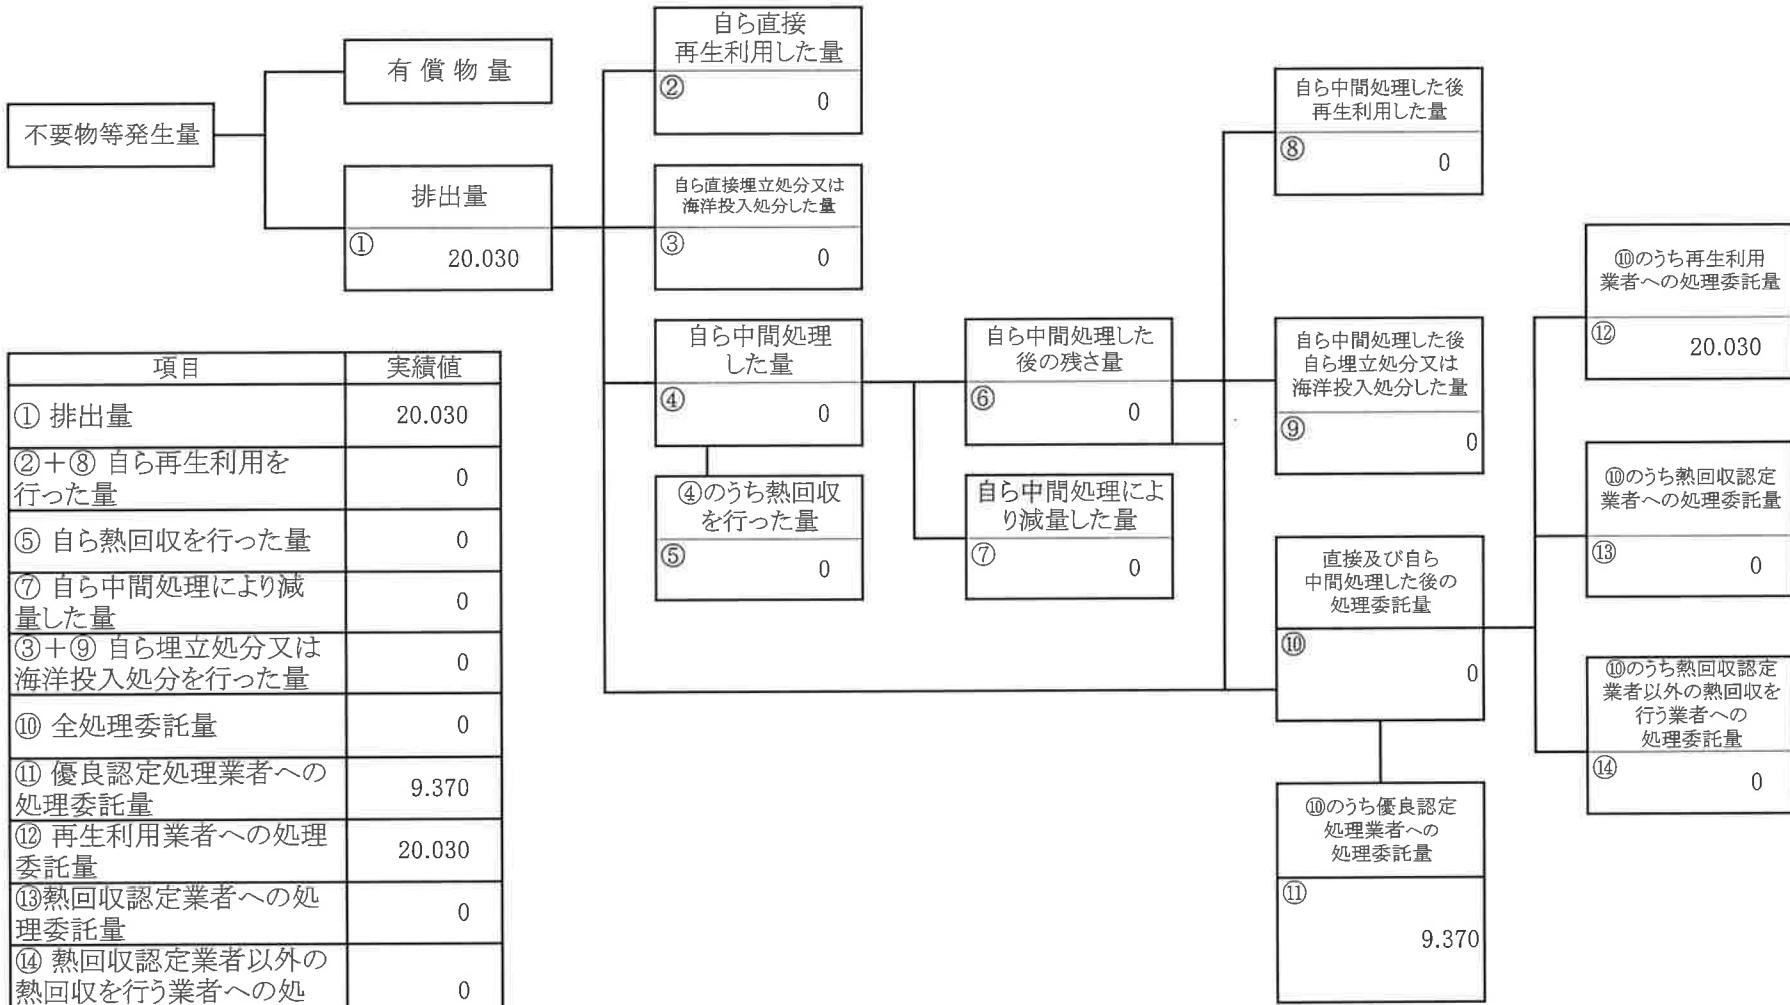 不要物等発生量
有償物量
排出量
①
20.030
自ら直接
再生利用した量
②
0
自ら直接埋立処分又は
海洋投入処分した量
③
0
自ら中間処理
した量
④
0
④のうち熱回収
を行った量
⑤
0
自ら中間処理した
後の残さ量
⑥
0
自ら中間処理によ
り減量した量
⑦
0
自ら中間処理した後
再生利用した量
⑧
0
自ら中間処理した後
自ら埋立処分又は
海洋投入処分した量
⑨
0
直接及び自ら
中間処理した後の
処理委託量
⑩
0
⑩のうち優良認定
処理業者への
処理委託量
⑪
9.370
⑩のうち再生利用
業者への処理委託量
⑫
20.030
⑩のうち熱回収認定
業者への処理委託量
⑬
0
⑩のうち熱回収認定
業者以外の熱回収を
行う業者への
処理委託量
⑭
0
項目 実績値
① 排出量 20.030
②+⑧ 自ら再生利用を
行った量 0
⑤ 自ら熱回収を行った量 0
⑦ 自ら中間処理により減
量した量 0
③+⑨ 自ら埋立処分又は
海洋投入処分を行った量 0
⑩ 全処理委託量 0
⑪ 優良認定処理業者への
処理委託量 9.370
⑫ 再生利用業者への処理
委託量 20.030
⑬熱回収認定業者への処
理委託量 0
⑭ 熱回収認定業者以外の
熱回収を行う業者への処 0